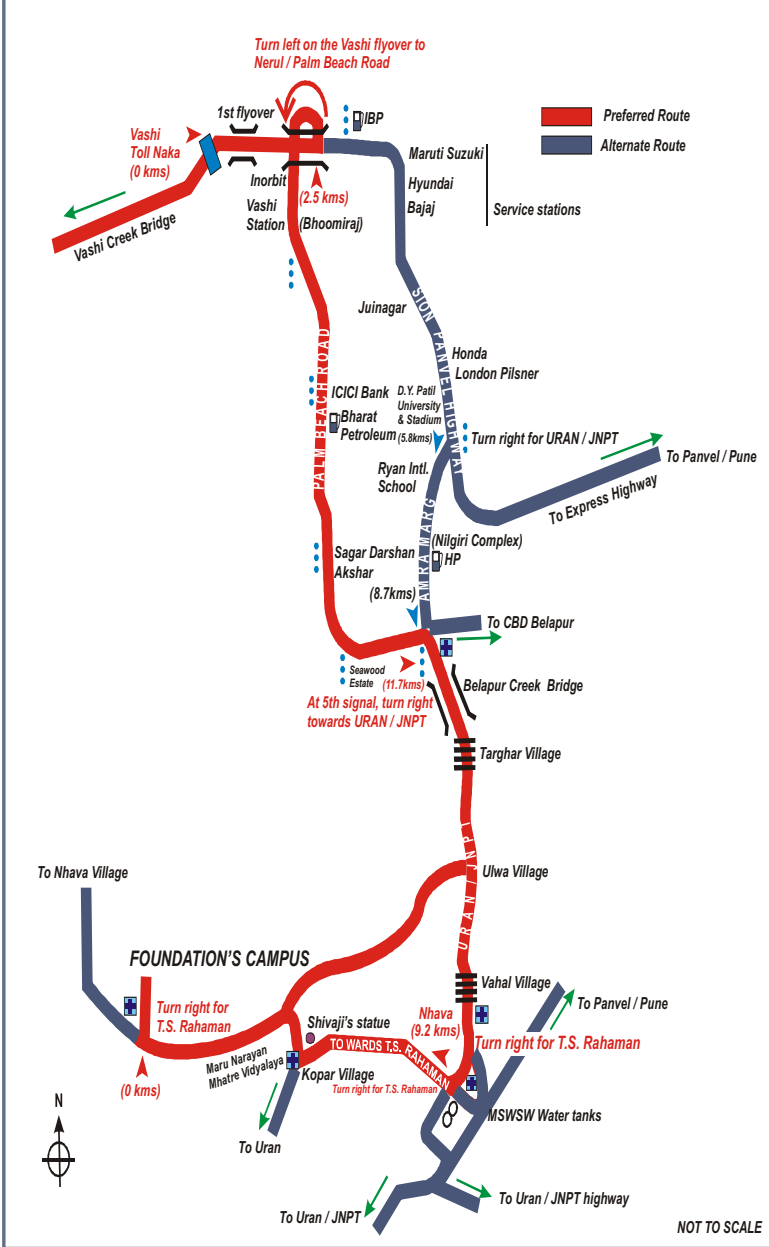 Turn left on the Vashi flyover to
Nerul / Palm Beach Road
1st flyover
IBP
Preferred Route
Alternate Route
Vashi
Toll Naka
(0 kms)
Maruti Suzuki
Hyundai
Bajaj
Service stations
Inorbit
(2.5 kms)
Vashi
Station
(Bhoomiraj)
Vashi Creek Bridge
Juinagar
SION PANVEL HIGHWAY
Honda
London Pilsner
PALM BEACH ROAD
ICICI Bank
Bharat
Petroleum
D.Y. Patil
University
& Stadium
(5.8kms)
Turn right for URAN / JNPT
To Panvel / Pune
To Express Highway
Ryan Intl.
School
AMRA MARG
(Nilgiri Complex)
HP
Sagar Darshan
Akshar
(8.7kms)
To CBD Belapur
Seawood
Estate
(11.7kms)
At 5th signal, turn right
towards URAN / JNPT
Belapur Creek Bridge
Targhar Village
URAN / JNPT
Ulwa Village
To Nhava Village
FOUNDATION'S CAMPUS
Turn right for
T.S. Rahaman
(0 kms)
Vahal Village
To Panvel / Pune
Nhava
(9.2 kms)
Turn right for T.S. Rahaman
Shivaji's statue
TO WARDS T.S. RAHAMAN
Maru Narayan
Mhatre Vidyalaya
Kopar Village
Turn right for T.S. Rahaman
MSWSW Water tanks
N
To Uran
To Uran / JNPT
To Uran / JNPT highway
NOT TO SCALE